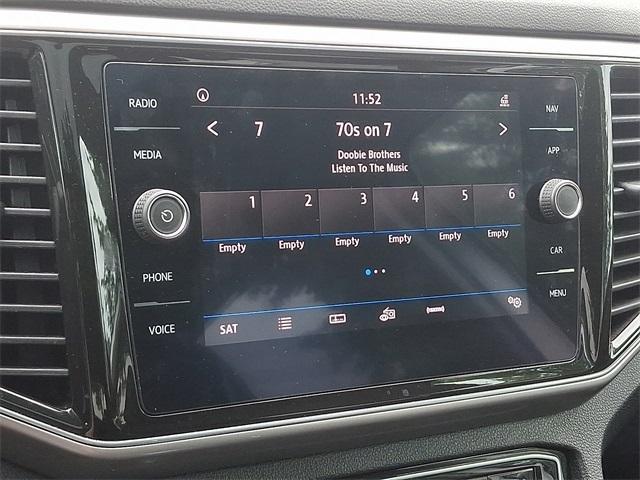 RADIO
MEDIA
PHONE
VOICE
11:52
7
70s on 7
Doobie Brothers
Listen To The Music
1 2 3 4 5 6
Empty Empty Empty Empty Empty Empty
SAT
NAV
APP
CAR
MENU